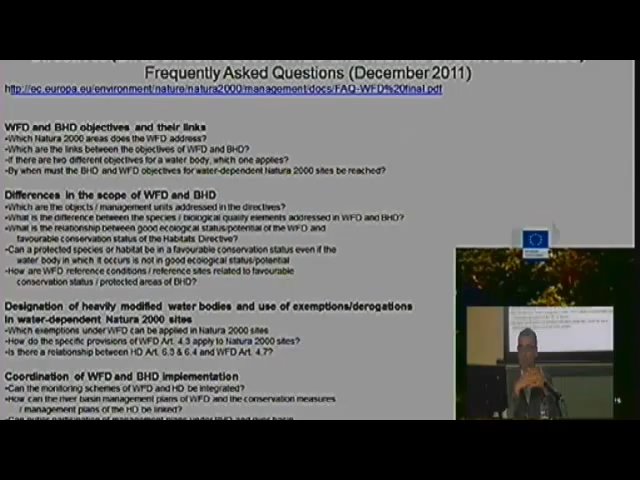 Frequently Asked Questions (December 2011)
http://ec.europa.eu/environment/nature/natura2000/management/docs/FAQ-WFD%20final.pdf
WFD and BHD objectives and their links
•Which Natura 2000 areas does the WFD address?
•Which are the links between the objectives of WFD and BHD?
•If there are two different objectives for a water body, which one applies?
•By when must the BHD and WFD objectives for water-dependent Natura 2000 sites be reached?
Differences in the scope of WFD and BHD
•Which are the objects / management units addressed in the directives?
•What is the difference between the species / biological quality elements addressed in WFD and BHD?
•What is the relationship between good ecological status/potential of the WFD and
favourable conservation status of the Habitats Directive?
•Can a protected species or habitat be in a favourable conservation status even if the
water body in which it occurs is not in good ecological status/potential
•How are WFD reference conditions / reference sites related to favourable
conservation status / protected areas of BHD?
Designation of heavily modified water bodies and use of exemptions/derogations
in water-dependent Natura 2000 sites
•Which exemptions under WFD can be applied in Natura 2000 sites
•How do the specific provisions of WFD Art. 4.3 apply to Natura 2000 sites?
•Is there a relationship between HD Art. 6.3 & 6.4 and WFD Art. 4.7?
Coordination of WFD and BHD implementation
•Can the monitoring schemes of WFD and HD be integrated?
•How can the river basin management plans of WFD and the conservation measures
/ management plans of the HD be linked?